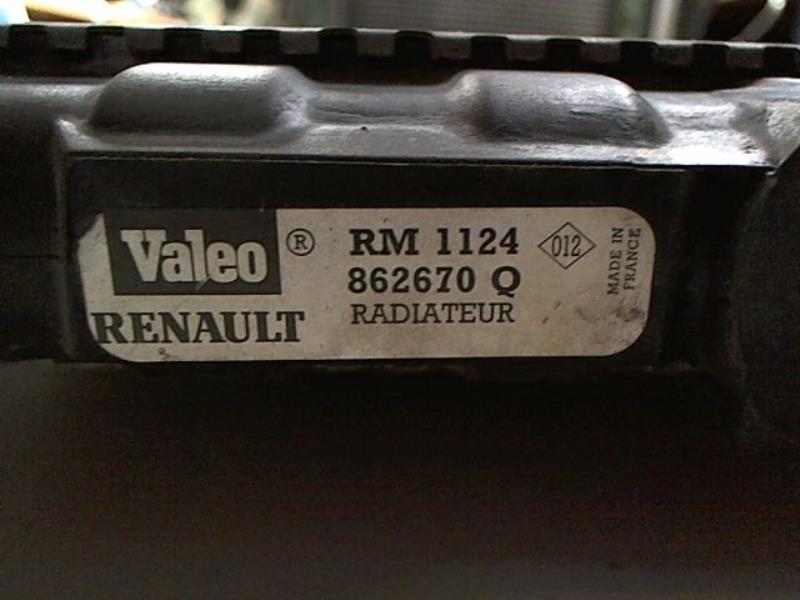 Valeo ® RM 1124 012
862670 Q
RENAULT RADIATEUR
MADE IN
FRANCE